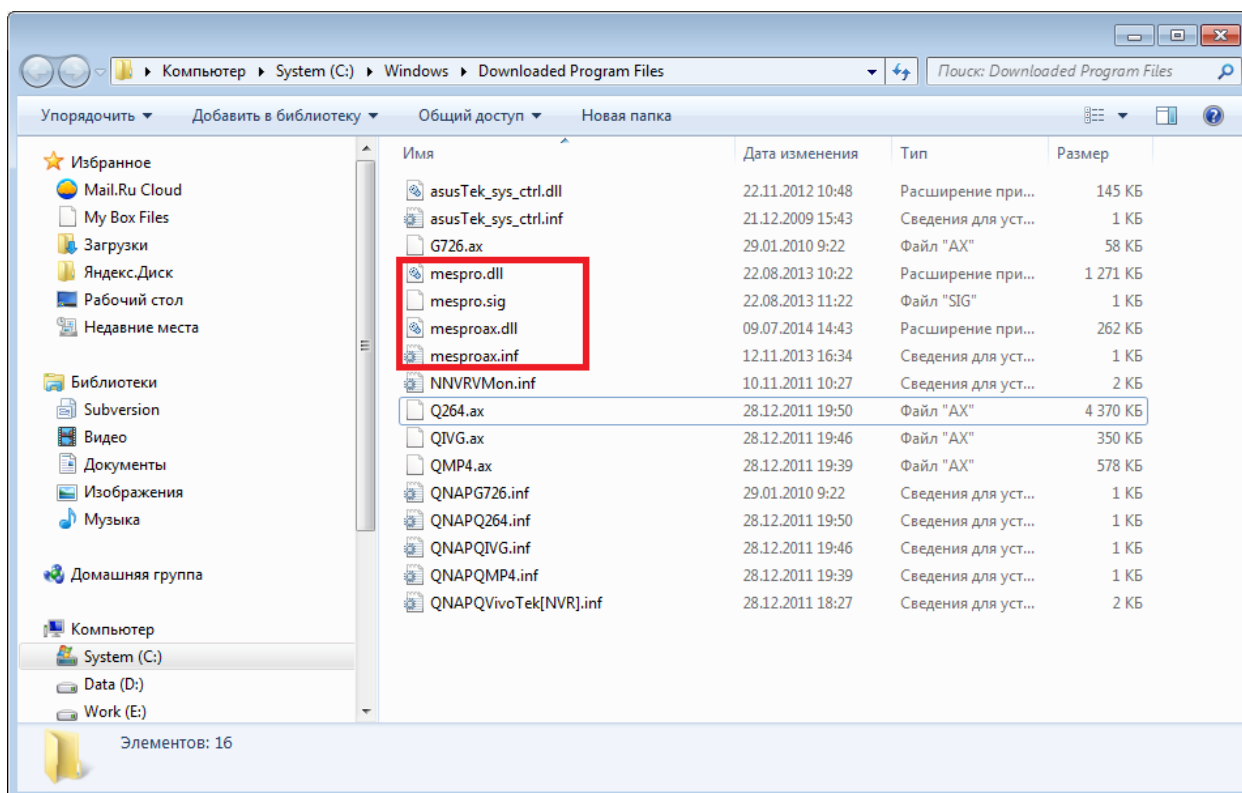 Компьютер ▸ System (C:) ▸ Windows ▸ Downloaded Program Files
Поиск: Downloaded Program Files
Упорядочить Добавить в библиотеку Общий доступ Новая папка
Избранное
Mail.Ru Cloud
My Box Files
Загрузки
Яндекс.Диск
Рабочий стол
Недавние места
Библиотеки
Subversion
Видео
Документы
Изображения
Музыка
Домашняя группа
Компьютер
System (C:)
Data (D:)
Work (E:)
Имя Дата изменения Тип Размер
asusTek_sys_ctrl.dll 22.11.2012 10:48 Расширение при... 145 КБ
asusTek_sys_ctrl.inf 21.12.2009 15:43 Сведения для уст... 1 КБ
G726.ax 29.01.2010 9:22 Файл "AX" 58 КБ
mespro.dll 22.08.2013 10:22 Расширение при... 1 271 КБ
mespro.sig 22.08.2013 11:22 Файл "SIG" 1 КБ
mesproax.dll 09.07.2014 14:43 Расширение при... 262 КБ
mesproax.inf 12.11.2013 16:34 Сведения для уст... 1 КБ
NNVRVMon.inf 10.11.2011 10:27 Сведения для уст... 2 КБ
Q264.ax 28.12.2011 19:50 Файл "AX" 4 370 КБ
QIVG.ax 28.12.2011 19:46 Файл "AX" 350 КБ
QMP4.ax 28.12.2011 19:39 Файл "AX" 578 КБ
QNAPG726.inf 29.01.2010 9:22 Сведения для уст... 1 КБ
QNAPQ264.inf 28.12.2011 19:50 Сведения для уст... 1 КБ
QNAPQIVG.inf 28.12.2011 19:46 Сведения для уст... 1 КБ
QNAPQMP4.inf 28.12.2011 19:39 Сведения для уст... 1 КБ
QNAPQVivoTek[NVR].inf 28.12.2011 18:27 Сведения для уст... 2 КБ
Элементов: 16